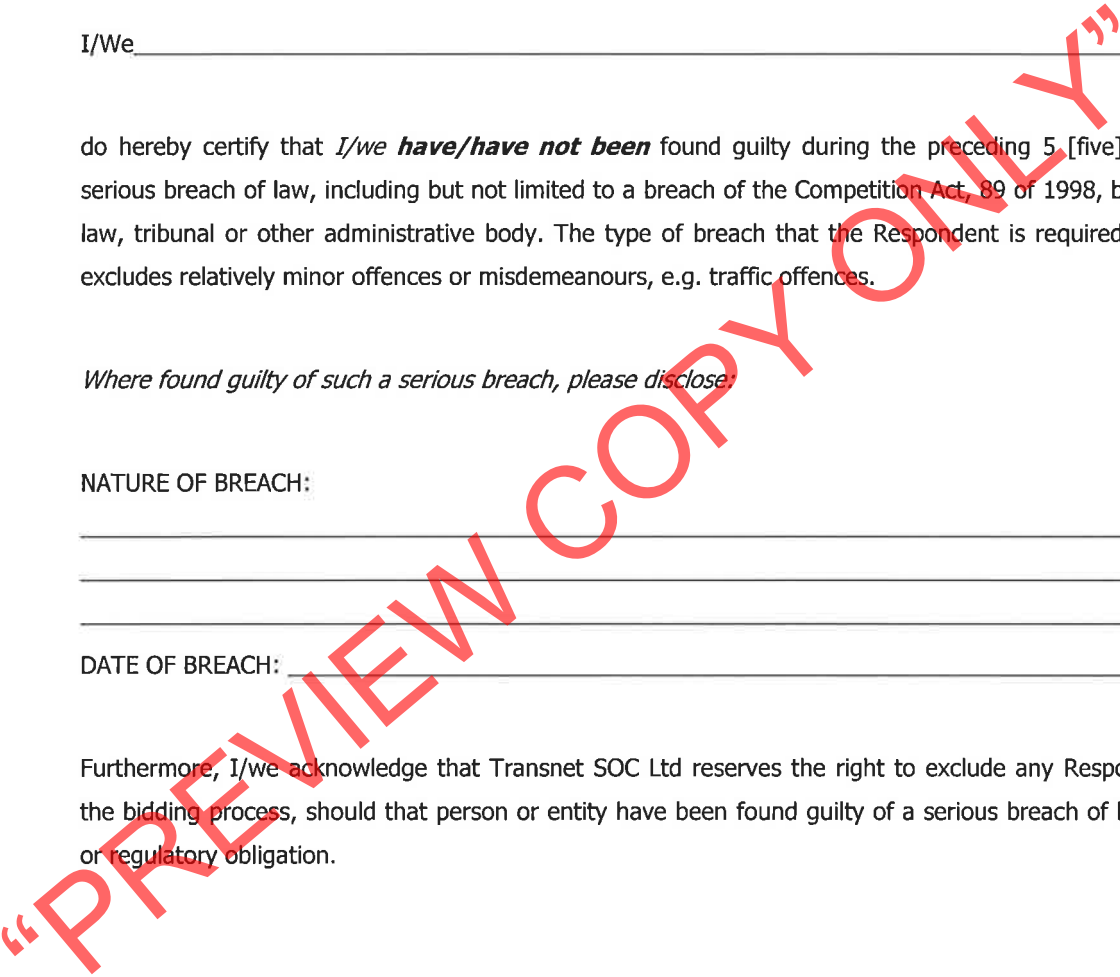 I/We
do hereby certify that I/we have/have not been found guilty during the preceding 5 [five]
serious breach of law, including but not limited to a breach of the Competition Act, 89 of 1998, b
law, tribunal or other administrative body. The type of breach that the Respondent is required
excludes relatively minor offences or misdemeanours, e.g. traffic offences.
Where found guilty of such a serious breach, please disclose:
NATURE OF BREACH:
DATE OF BREACH:
Furthermore, I/we acknowledge that Transnet SOC Ltd reserves the right to exclude any Respo
the bidding process, should that person or entity have been found guilty of a serious breach of l
or regulatory obligation.
“PREVIEW COPY ONLY”